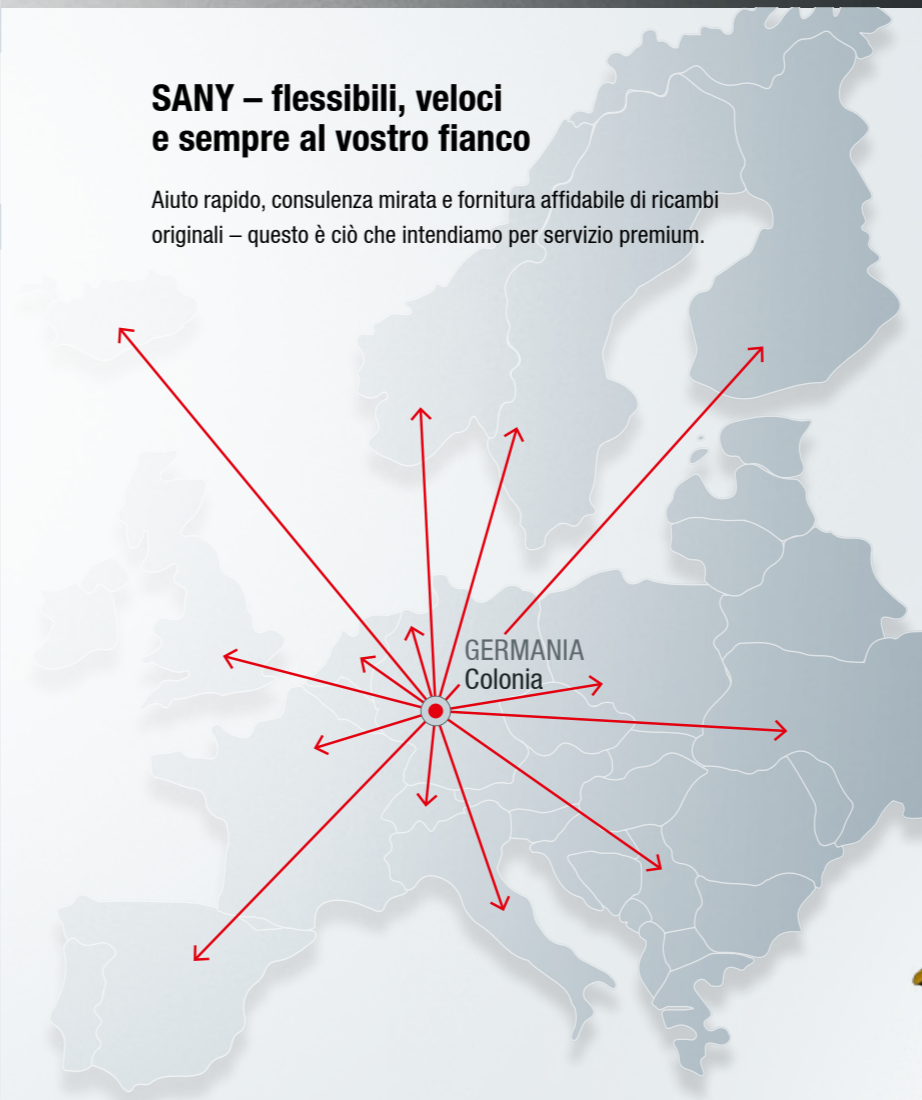 SANY – flessibili, veloci
e sempre al vostro fianco
Aiuto rapido, consulenza mirata e fornitura affidabile di ricambi
originali – questo è ciò che intendiamo per servizio premium.
GERMANIA
Colonia